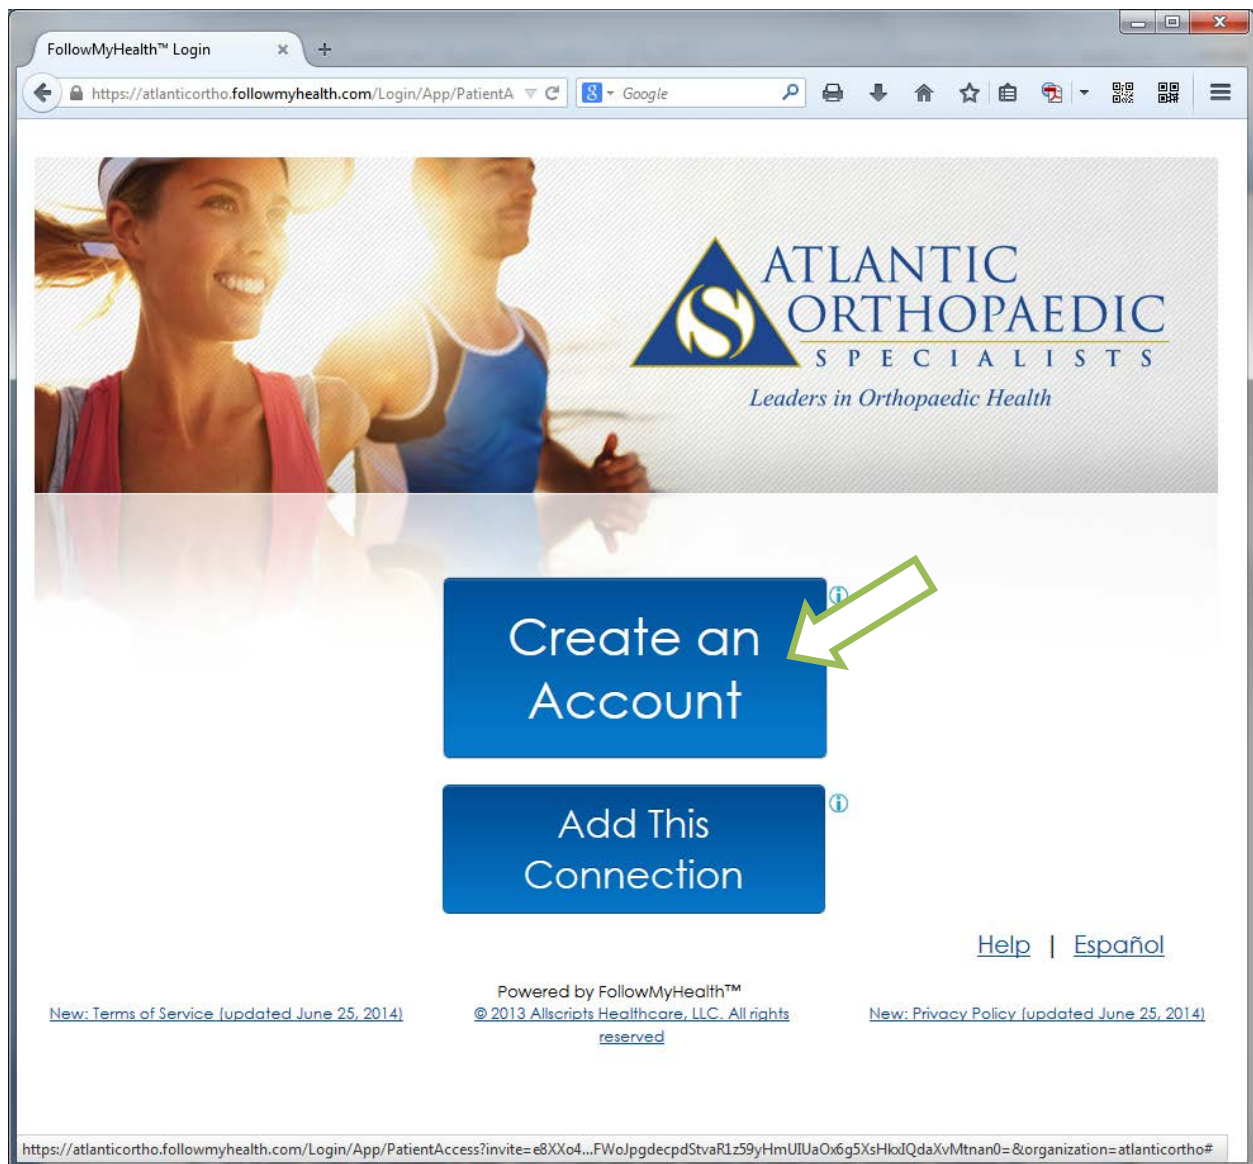 FollowMyHealth™ Login
https://atlanticortho.followmyhealth.com/Login/App/PatientA
Google
ATLANTIC
ORTHOPAEDIC
SPECIALISTS
Leaders in Orthopaedic Health
Create an
Account
Add This
Connection
Help | Español
Powered by FollowMyHealth™
New: Terms of Service (updated June 25, 2014)
© 2013 Allscripts Healthcare, LLC. All rights
reserved
New: Privacy Policy (updated June 25, 2014)
https://atlanticortho.followmyhealth.com/Login/App/PatientAccess?invite=e8XXo4...FWoJpgdecpdStvaR1z59yHmUIUaOx6g5XsHkxIQdaXvMtnan0=&organization=atlanticortho#